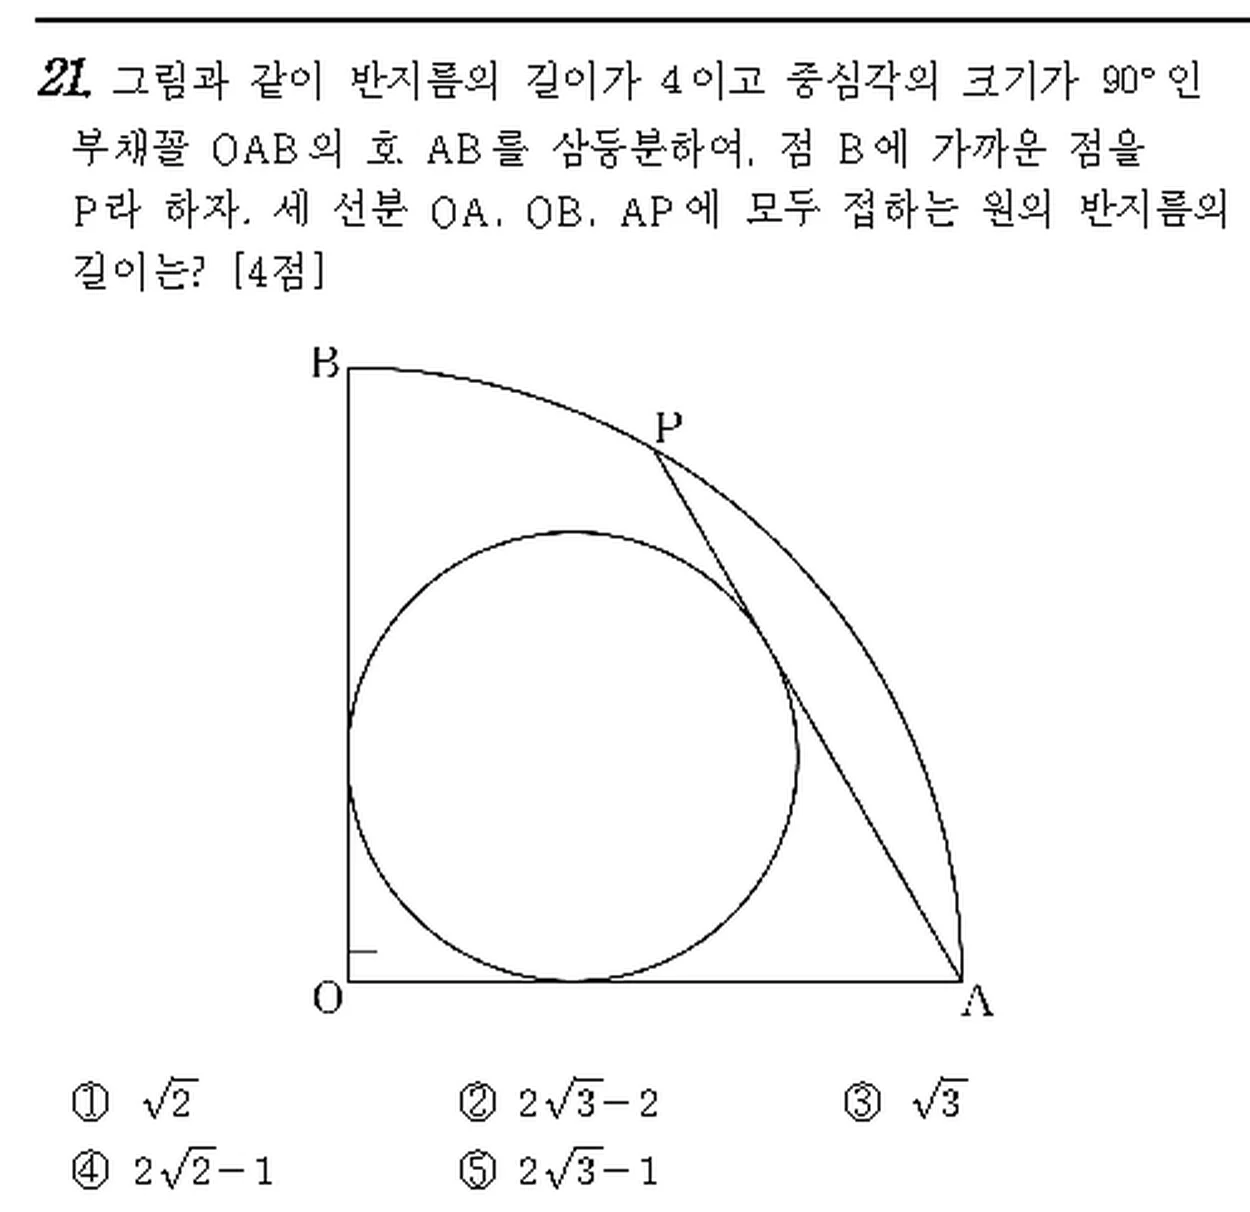 21. 그림과 같이 반지름의 길이가 4이고 중심각의 크기가 90°인
부채꼴 OAB의 호 AB를 삼등분하여, 점 B에 가까운 점을
P라 하자. 세 선분 OA, OB, AP에 모두 접하는 원의 반지름의
길이는? [4점]
B
P
O
A
① √2 ② 2√3-2 ③ √3
④ 2√2-1 ⑤ 2√3-1